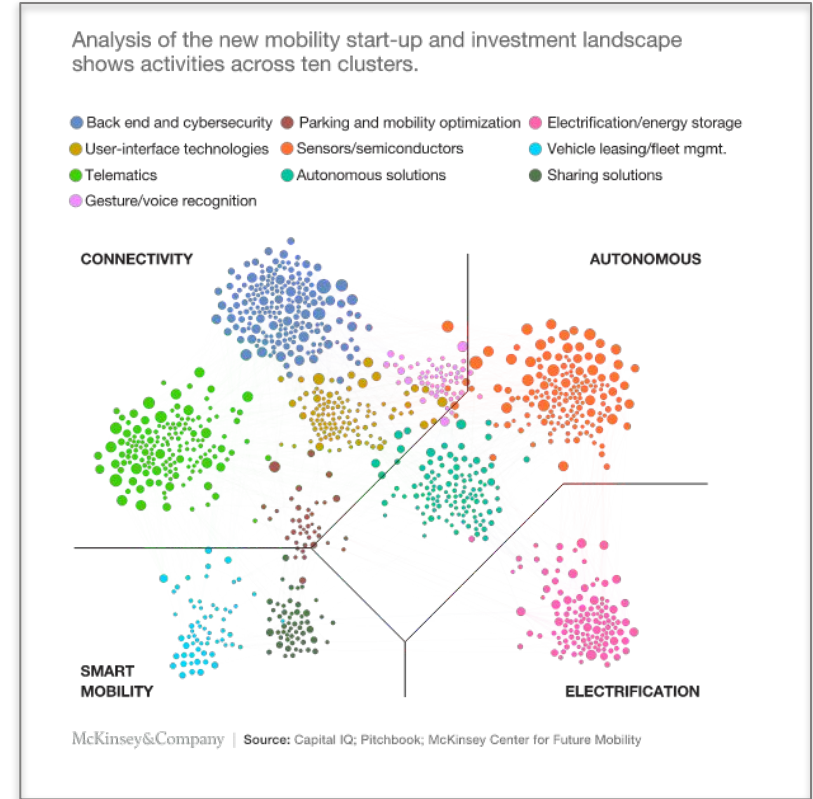 Analysis of the new mobility start-up and investment landscape
shows activities across ten clusters.
Back end and cybersecurity
Parking and mobility optimization
Electrification/energy storage
User-interface technologies
Sensors/semiconductors
Vehicle leasing/fleet mgmt.
Telematics
Autonomous solutions
Sharing solutions
Gesture/voice recognition
CONNECTIVITY
AUTONOMOUS
SMART
MOBILITY
ELECTRIFICATION
McKinsey&Company | Source: Capital IQ; Pitchbook; McKinsey Center for Future Mobility